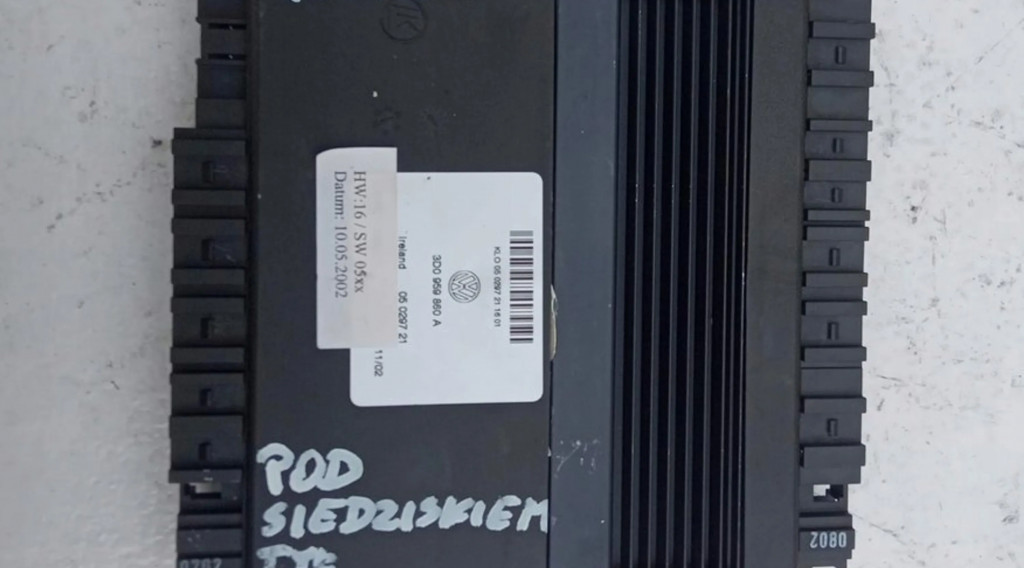 HW:16 / SW 05xx
Datum: 10.05.2002
KLO 05 0297 21 16 01
3D0 959 860 A
Ireland 05 0297 21
11/02
POD
SIEDZISKIEM
0802